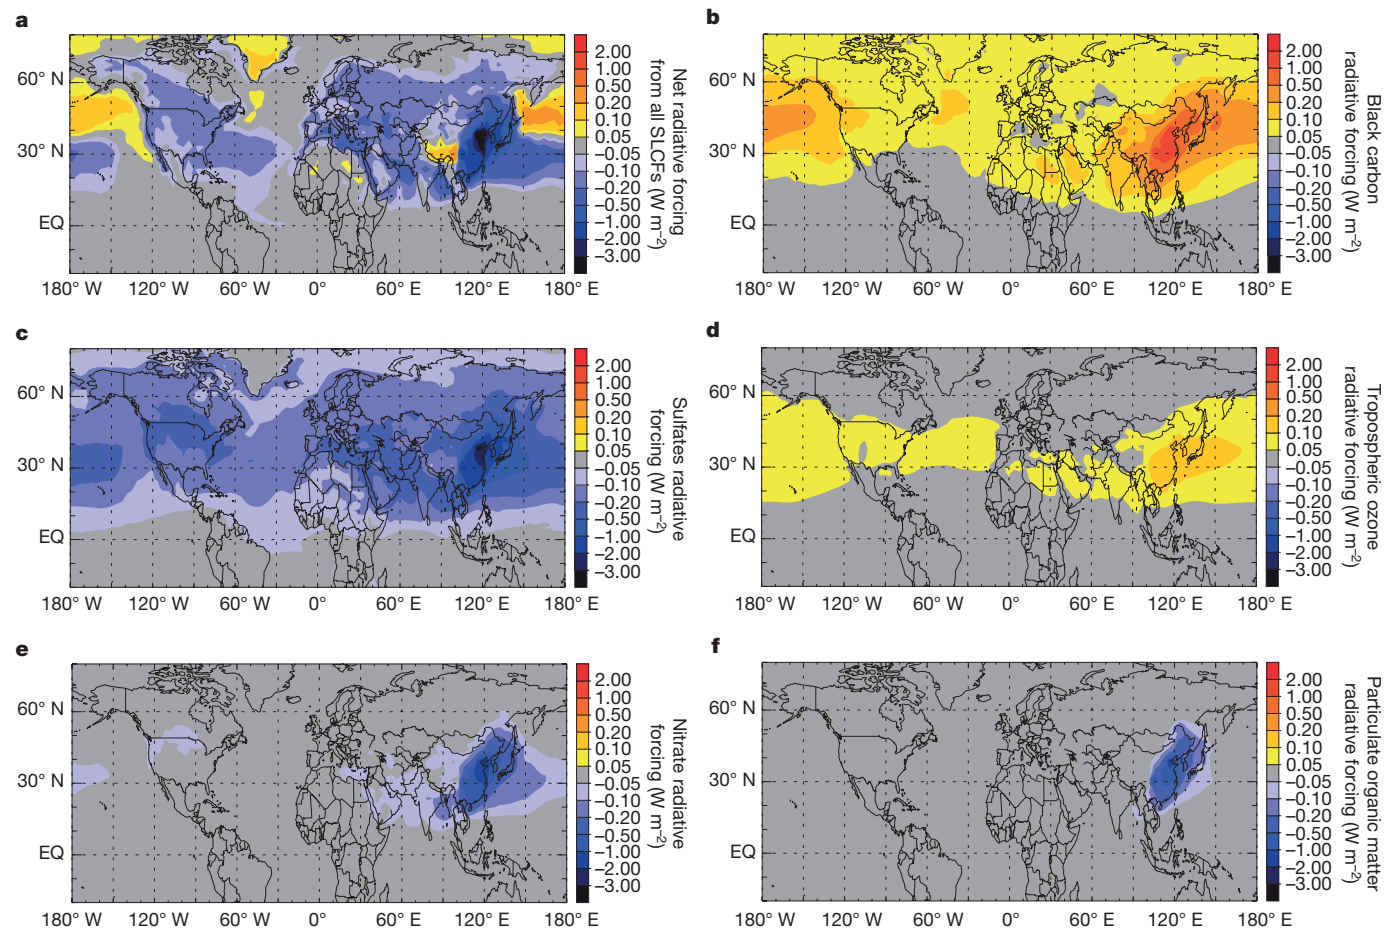 a
2.00
1.00
0.50
0.20
0.10
0.05
−0.05
−0.10
−0.20
−0.50
−1.00
−2.00
−3.00
Net radiative forcing
from all SLCFs (W m−2)
60° N
30° N
EQ
180° W 120° W 60° W 0° 60° E 120° E 180° E
b
2.00
1.00
0.50
0.20
0.10
0.05
−0.05
−0.10
−0.20
−0.50
−1.00
−2.00
−3.00
Black carbon
radiative forcing (W m−2)
60° N
30° N
EQ
180° W 120° W 60° W 0° 60° E 120° E 180° E
c
2.00
1.00
0.50
0.20
0.10
0.05
−0.05
−0.10
−0.20
−0.50
−1.00
−2.00
−3.00
Sulfates radiative
forcing (W m−2)
60° N
30° N
EQ
180° W 120° W 60° W 0° 60° E 120° E 180° E
d
2.00
1.00
0.50
0.20
0.10
0.05
−0.05
−0.10
−0.20
−0.50
−1.00
−2.00
−3.00
Tropospheric ozone
radiative forcing (W m−2)
60° N
30° N
EQ
180° W 120° W 60° W 0° 60° E 120° E 180° E
e
2.00
1.00
0.50
0.20
0.10
0.05
−0.05
−0.10
−0.20
−0.50
−1.00
−2.00
−3.00
Nitrate radiative
forcing (W m−2)
60° N
30° N
EQ
180° W 120° W 60° W 0° 60° E 120° E 180° E
f
2.00
1.00
0.50
0.20
0.10
0.05
−0.05
−0.10
−0.20
−0.50
−1.00
−2.00
−3.00
Particulate organic matter
radiative forcing (W m−2)
60° N
30° N
EQ
180° W 120° W 60° W 0° 60° E 120° E 180° E